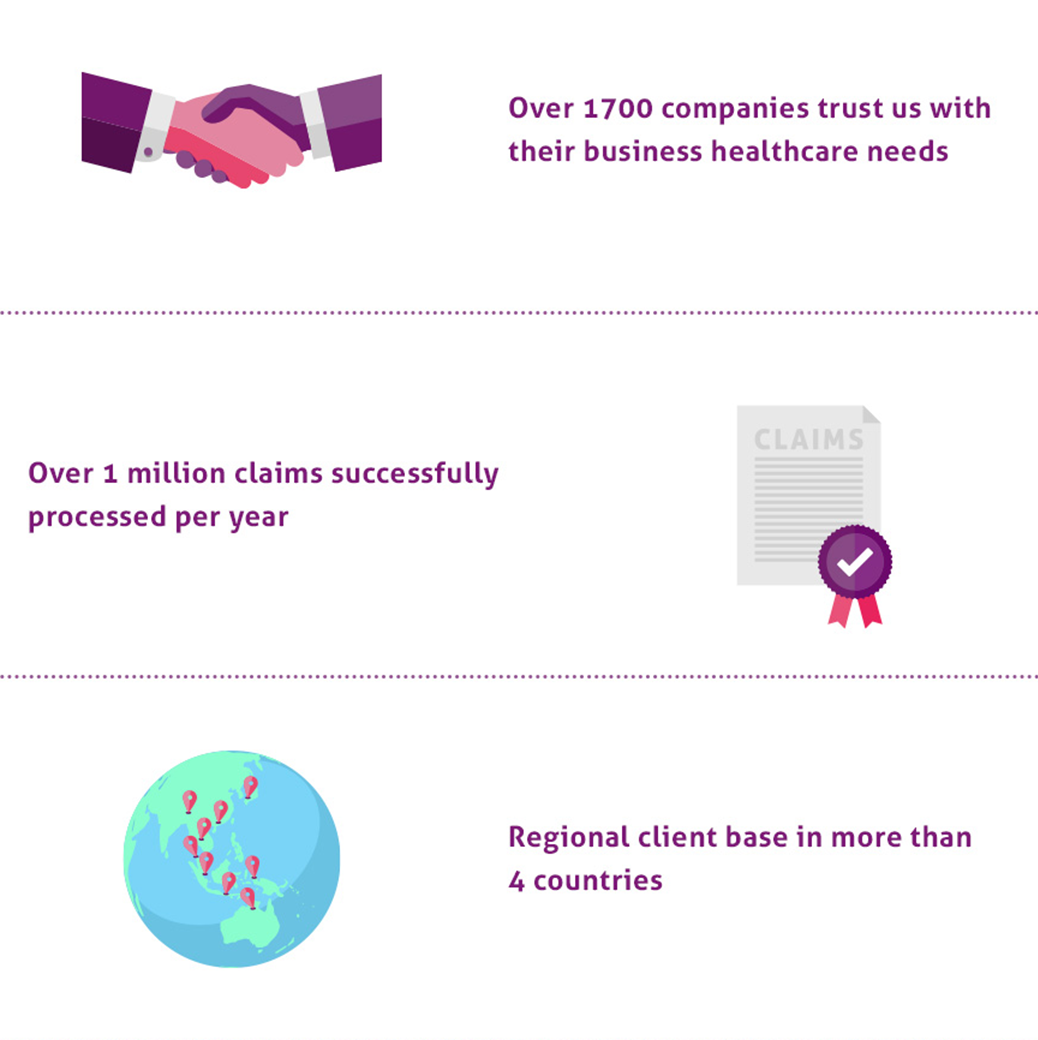 Over 1700 companies trust us with
their business healthcare needs
CLAIMS
Over 1 million claims successfully
processed per year
Regional client base in more than
4 countries